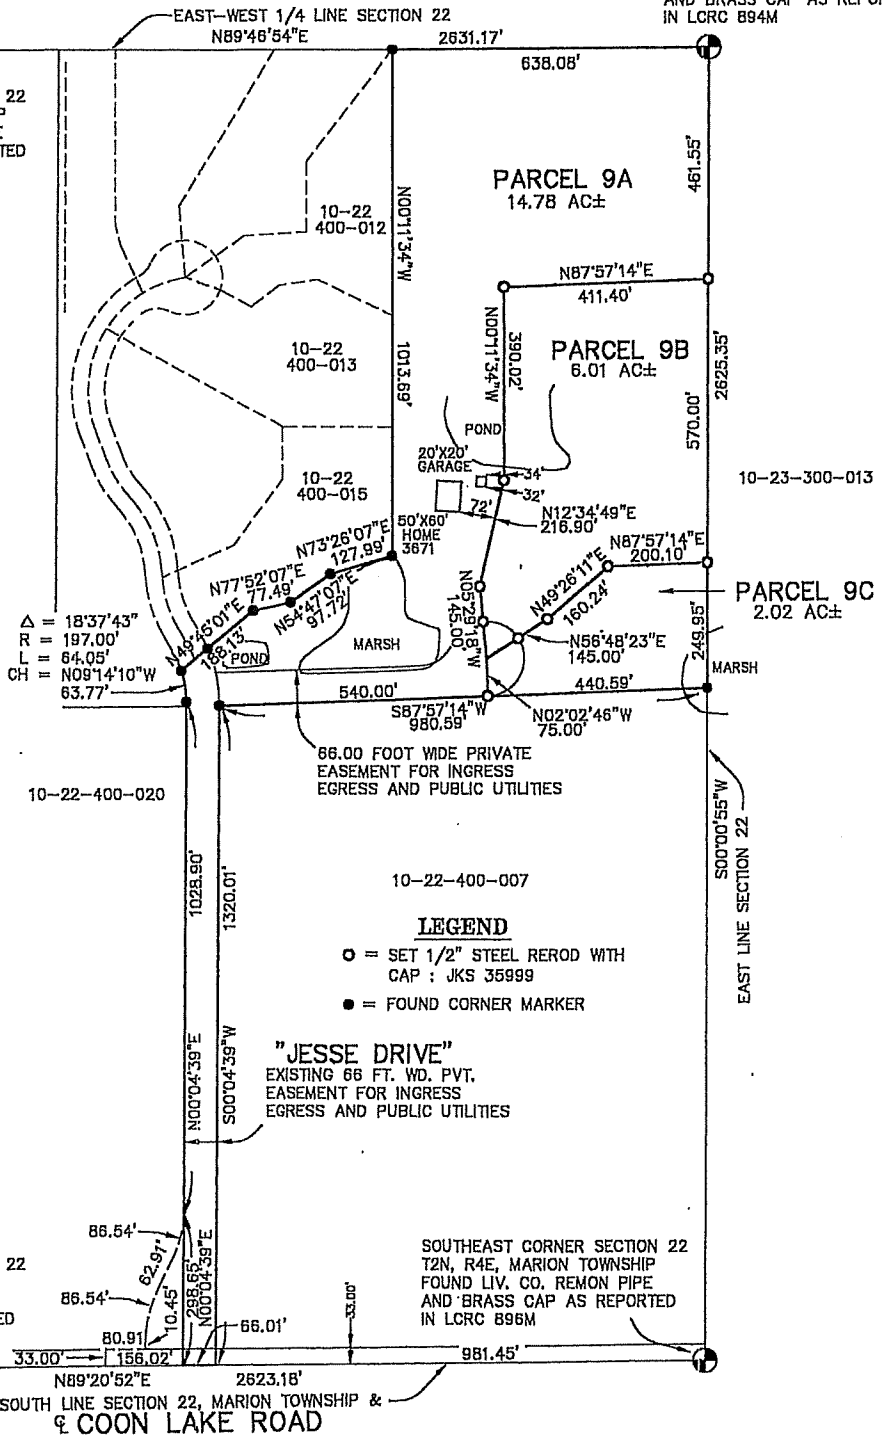 AND BRASS CAP AS REPOR
IN LCRC 894M
EAST-WEST 1/4 LINE SECTION 22
N89°46'54"E
2631.17'
638.08'
22
TED
461.55'
PARCEL 9A
14.78 AC±
10-22
400-012
N00°11'34"W
1013.69'
N87°57'14"E
411.40'
N00°11'34"W
390.02'
PARCEL 9B
6.01 AC±
2625.35'
570.00'
10-22
400-013
POND
20'X20'
GARAGE
34'
32'
72'
10-23-300-013
10-22
400-015
50'X60'
HOME
3671
N12°34'49"E
216.90'
N73°26'07"E
127.99'
N87°57'14"E
200.10'
N77°52'07"E
77.49'
N54°47'07"E
97.72'
N05°29'18"W
145.00'
N49°26'11"E
160.24'
PARCEL 9C
2.02 AC±
Δ = 18°37'43"
R = 197.00'
L = 64.05'
CH = N09°14'10"W
63.77'
N49°45'01"E
188.13'
POND
MARSH
N56°48'23"E
145.00'
249.95'
MARSH
540.00'
S87°57'14"W
980.59'
440.59'
N02°02'46"W
75.00'
66.00 FOOT WIDE PRIVATE
EASEMENT FOR INGRESS
EGRESS AND PUBLIC UTILITIES
10-22-400-020
S00°00'55"W
EAST LINE SECTION 22
1028.90'
1320.01'
10-22-400-007
LEGEND
= SET 1/2" STEEL REROD WITH
CAP : JKS 35999
= FOUND CORNER MARKER
N00°04'39"E
S00°04'39"W
"JESSE DRIVE"
EXISTING 66 FT. WD. PVT.
EASEMENT FOR INGRESS
EGRESS AND PUBLIC UTILITIES
86.54'
62.91'
86.54'
10.45'
298.65'
N00°04'39"E
22
ED
SOUTHEAST CORNER SECTION 22
T2N, R4E, MARION TOWNSHIP
FOUND LIV. CO. REMON PIPE
AND BRASS CAP AS REPORTED
IN LCRC 896M
80.91
66.01'
33.00'
33.00'
156.02'
981.45'
N89°20'52"E
2623.18'
SOUTH LINE SECTION 22, MARION TOWNSHIP &
℄ COON LAKE ROAD